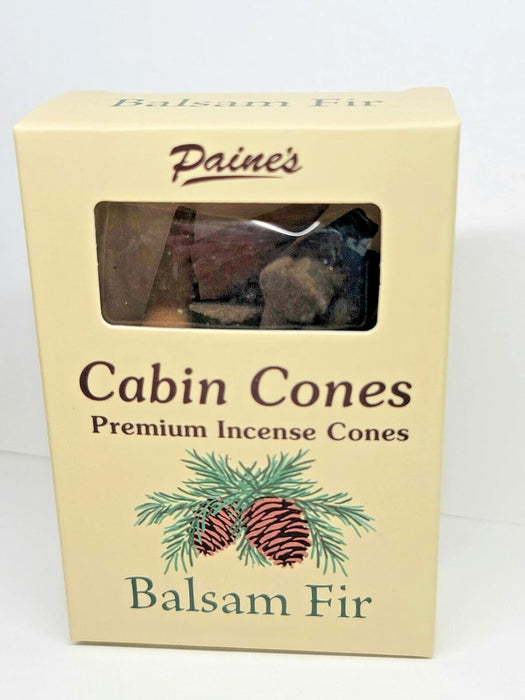 Balsam Fir
Paine's
Cabin Cones
Premium Incense Cones
Balsam Fir